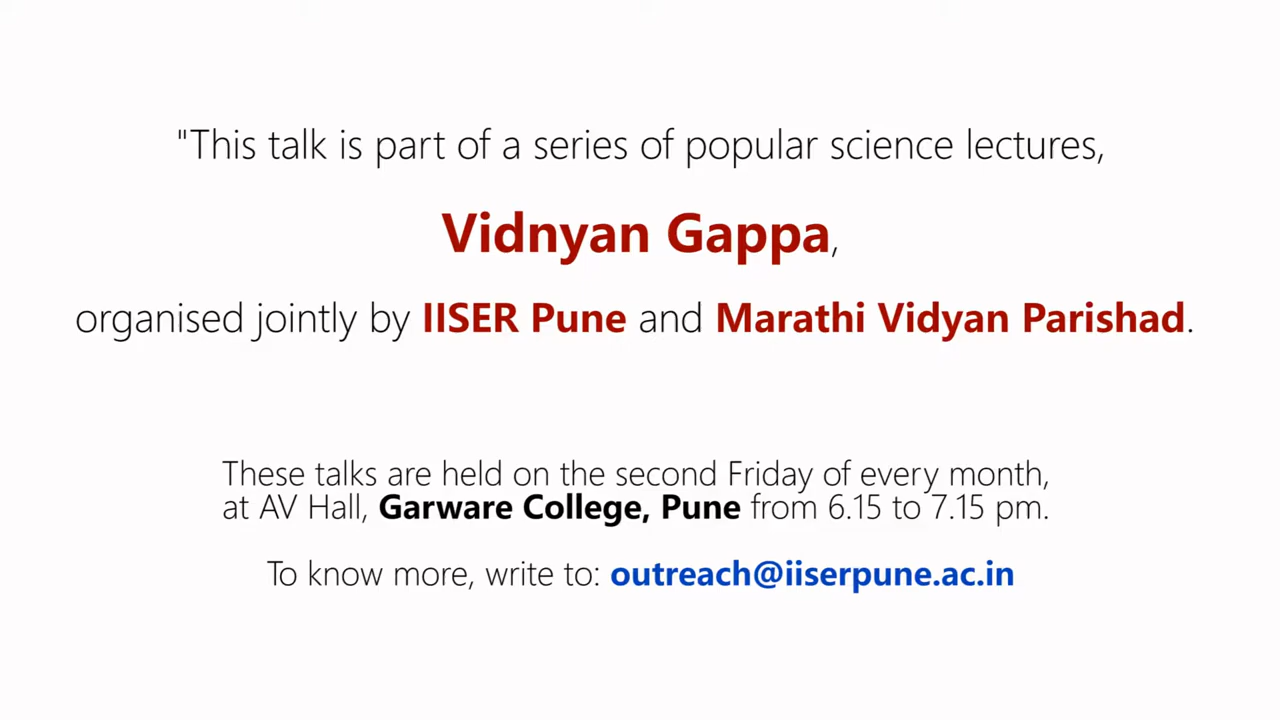 "This talk is part of a series of popular science lectures,
Vidnyan Gappa,
organised jointly by IISER Pune and Marathi Vidyan Parishad.
These talks are held on the second Friday of every month,
at AV Hall, Garware College, Pune from 6.15 to 7.15 pm.
To know more, write to: outreach@iiserpune.ac.in